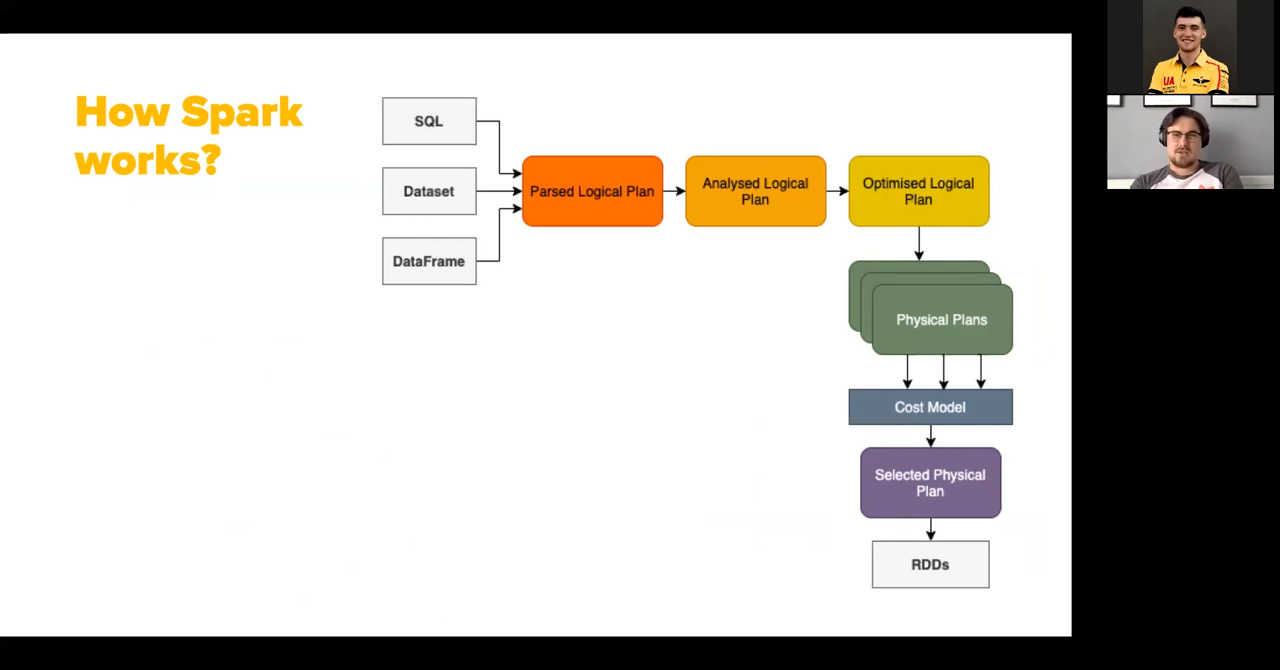 How Spark
works?
SQL
Dataset
DataFrame
Parsed Logical Plan
Analysed Logical
Plan
Optimised Logical
Plan
Physical Plans
Cost Model
Selected Physical
Plan
RDDs
UA